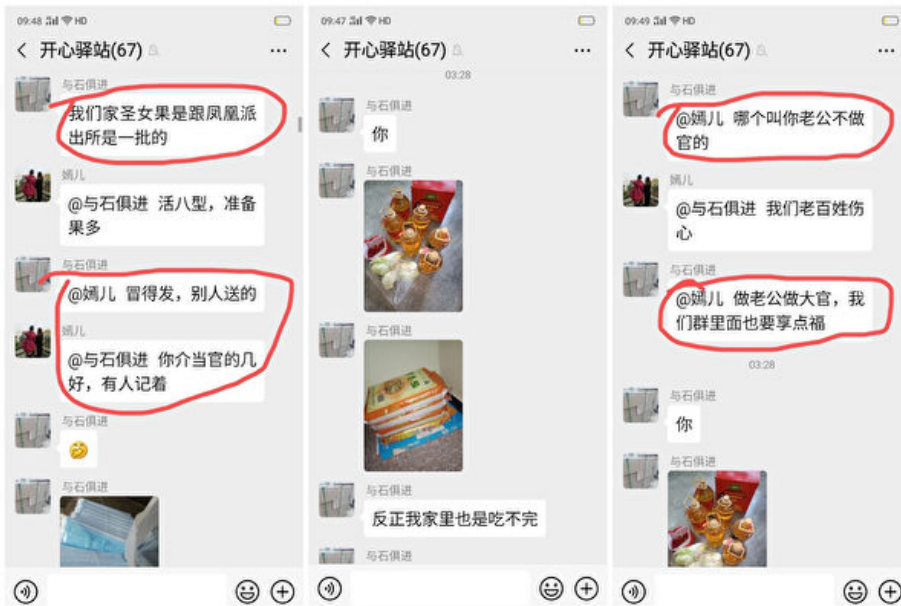 09:48 HD
开心驿站(67)
与石俱进
我们家圣女果是跟凤凰派
出所是一批的
嫣儿
@与石俱进 活八型，准备
果多
与石俱进
@嫣儿 冒得发，别人送的
嫣儿
@与石俱进 你介当官的几
好，有人记着
与石俱进
与石俱进
09:47 HD
开心驿站(67)
03:28
与石俱进
你
与石俱进
与石俱进
与石俱进
反正我家里也是吃不完
与石俱进
09:49 HD
开心驿站(67)
与石俱进
@嫣儿 哪个叫你老公不做
官的
嫣儿
@与石俱进 我们老百姓伤
心
与石俱进
@嫣儿 做老公做大官，我
们群里面也要享点福
03:28
与石俱进
你
与石俱进